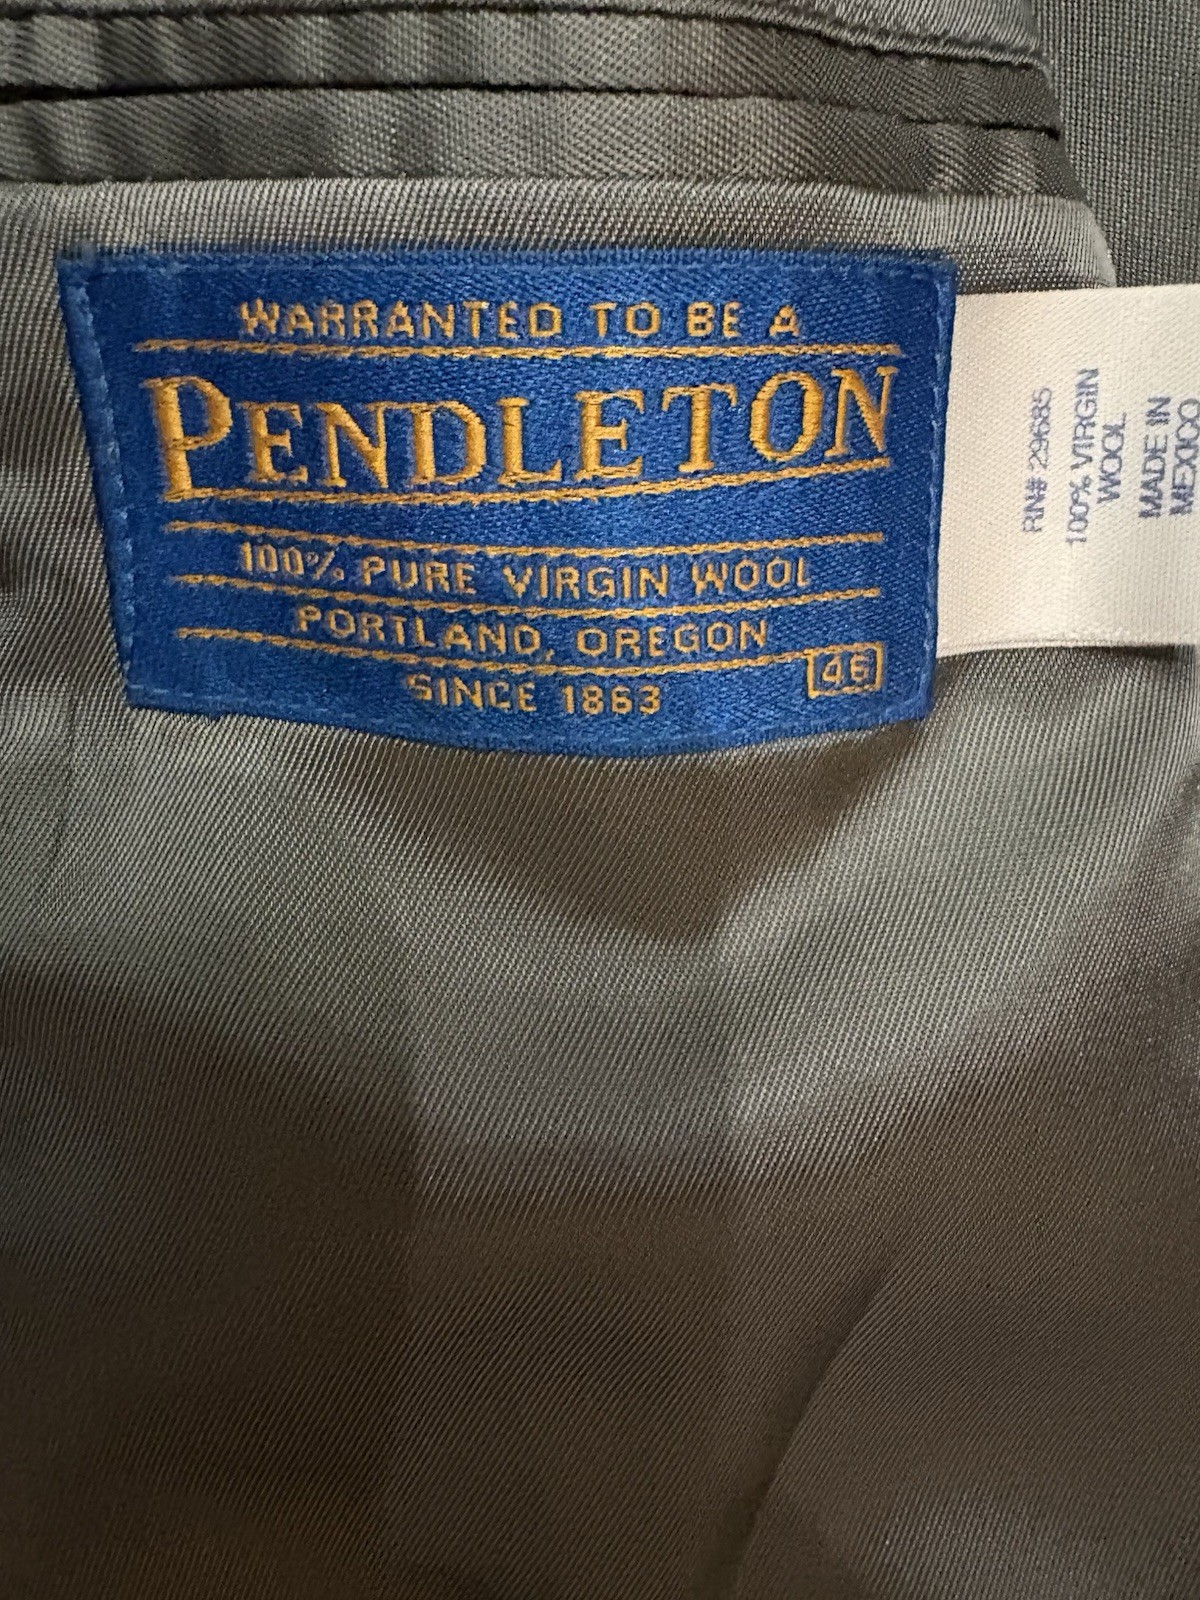 WARRANTED TO BE A
PENDLETON
100% PURE VIRGIN WOOL
PORTLAND, OREGON
SINCE 1863
46
RN# 29685
100% VIRGIN
WOOL
MADE IN
MEXICO